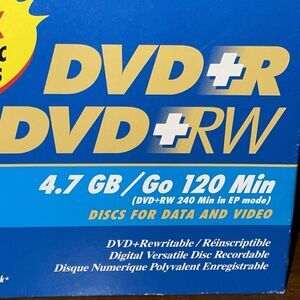 DVD+R
DVD+RW
4.7 GB/Go 120 Min
(DVD+RW 240 Min in EP mode)
DISCS FOR DATA AND VIDEO
DVD+Rewritable / Réinscriptible
Digital Versatile Disc Recordable
Disque Numerique Polyvalent Enregistrable